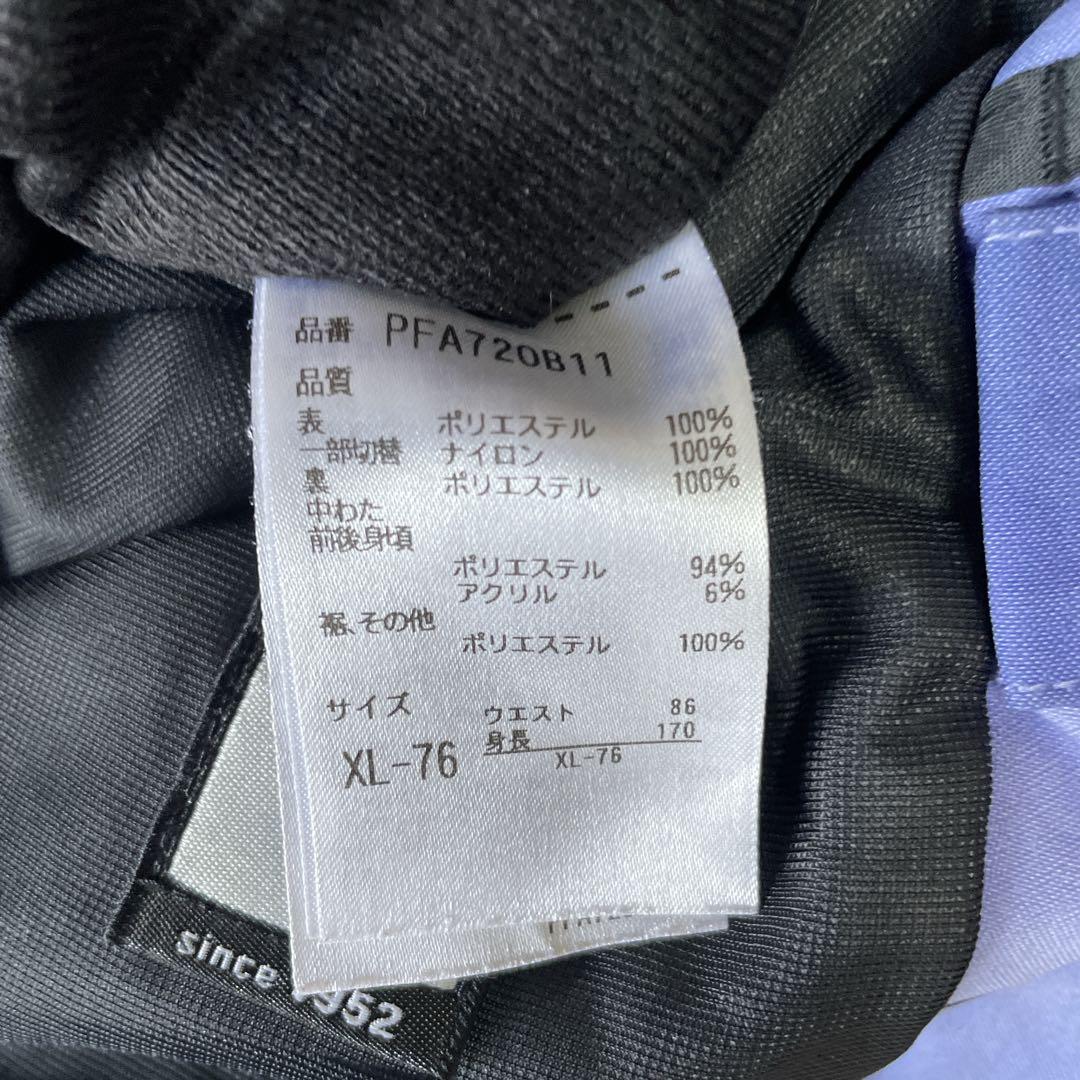 品番 PFA720B11
品質
表 ポリエステル 100%
一部切替 ナイロン 100%
裏 ポリエステル 100%
中わた
前後身頃
ポリエステル 94%
アクリル 6%
裾、その他
ポリエステル 100%
サイズ ウエスト 86
身長 170
XL-76 XL-76
since 1952